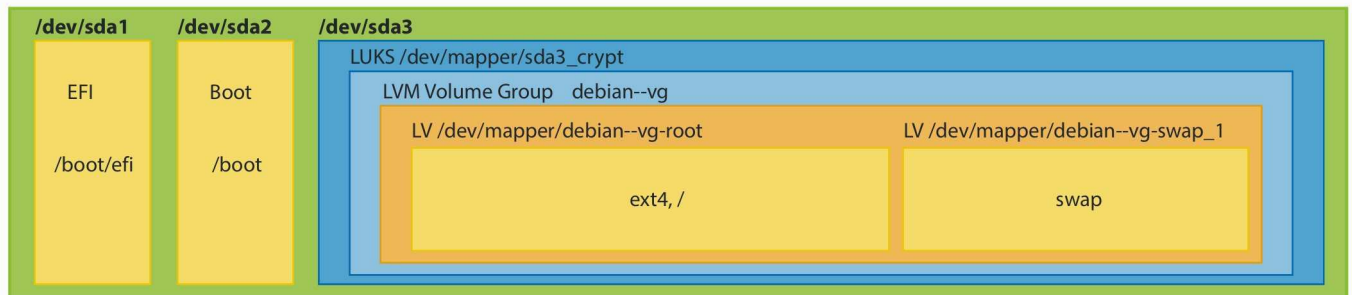 /dev/sda1
/dev/sda2
/dev/sda3
LUKS /dev/mapper/sda3_crypt
EFI
Boot
LVM Volume Group debian--vg
LV /dev/mapper/debian--vg-root
LV /dev/mapper/debian--vg-swap_1
/boot/efi
/boot
ext4, /
swap